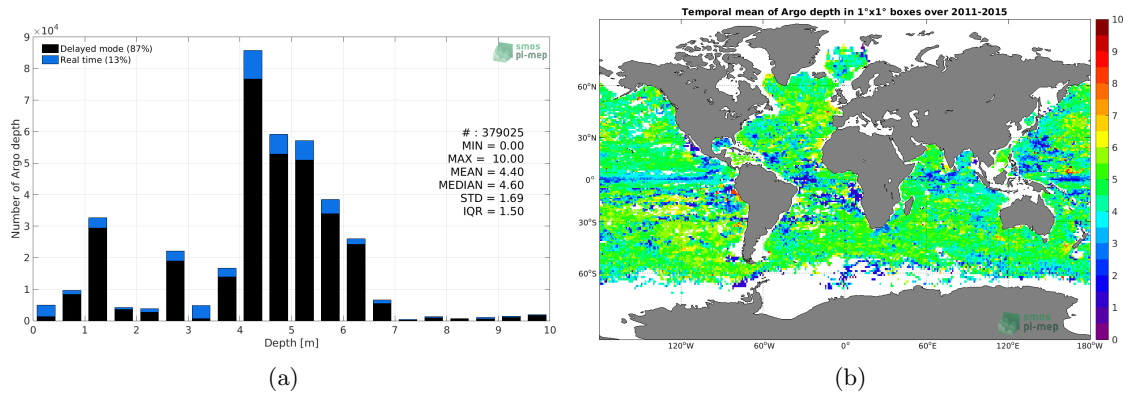 ×10⁴
9
8
7
6
5
4
3
2
1
0
Number of Argo depth
Delayed mode (87%)
Real time (13%)
smos
pi-mep
# : 379025
MIN = 0.00
MAX = 10.00
MEAN = 4.40
MEDIAN = 4.60
STD = 1.69
IQR = 1.50
0 1 2 3 4 5 6 7 8 9 10
Depth [m]
(a)
Temporal mean of Argo depth in 1°x1° boxes over 2011-2015
60°N
30°N
0°
30°S
60°S
120°W 60°W 0° 60°E 120°E 180°W
smos
pi-mep
10
9
8
7
6
5
4
3
2
1
0
(b)